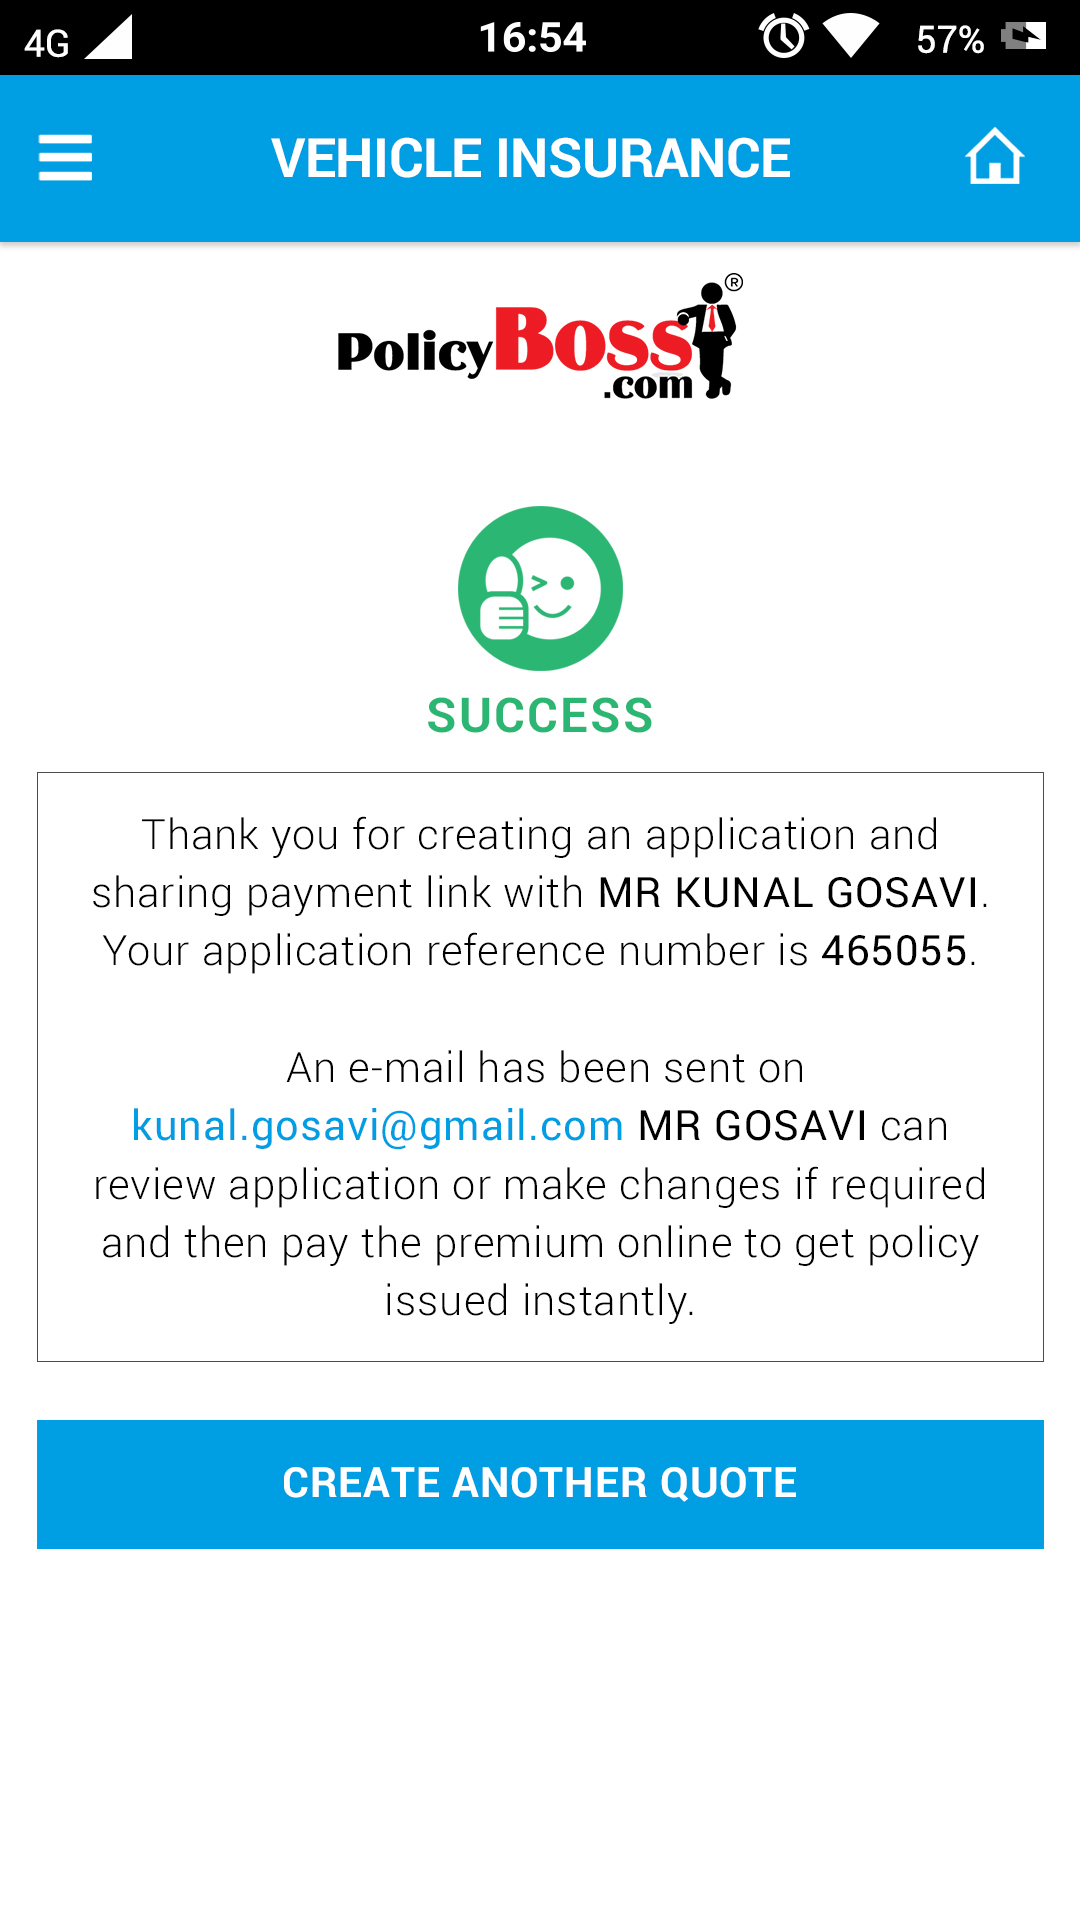 4G 16:54 57%
VEHICLE INSURANCE
PolicyBoss®
.com
SUCCESS
Thank you for creating an application and
sharing payment link with MR KUNAL GOSAVI.
Your application reference number is 465055.
An e-mail has been sent on
kunal.gosavi@gmail.com MR GOSAVI can
review application or make changes if required
and then pay the premium online to get policy
issued instantly.
CREATE ANOTHER QUOTE